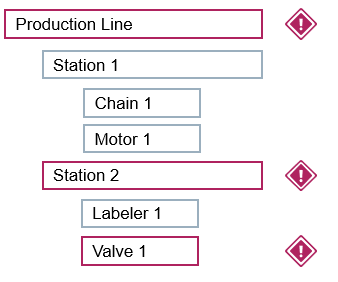 Production Line
Station 1
Chain 1
Motor 1
Station 2
Labeler 1
Valve 1